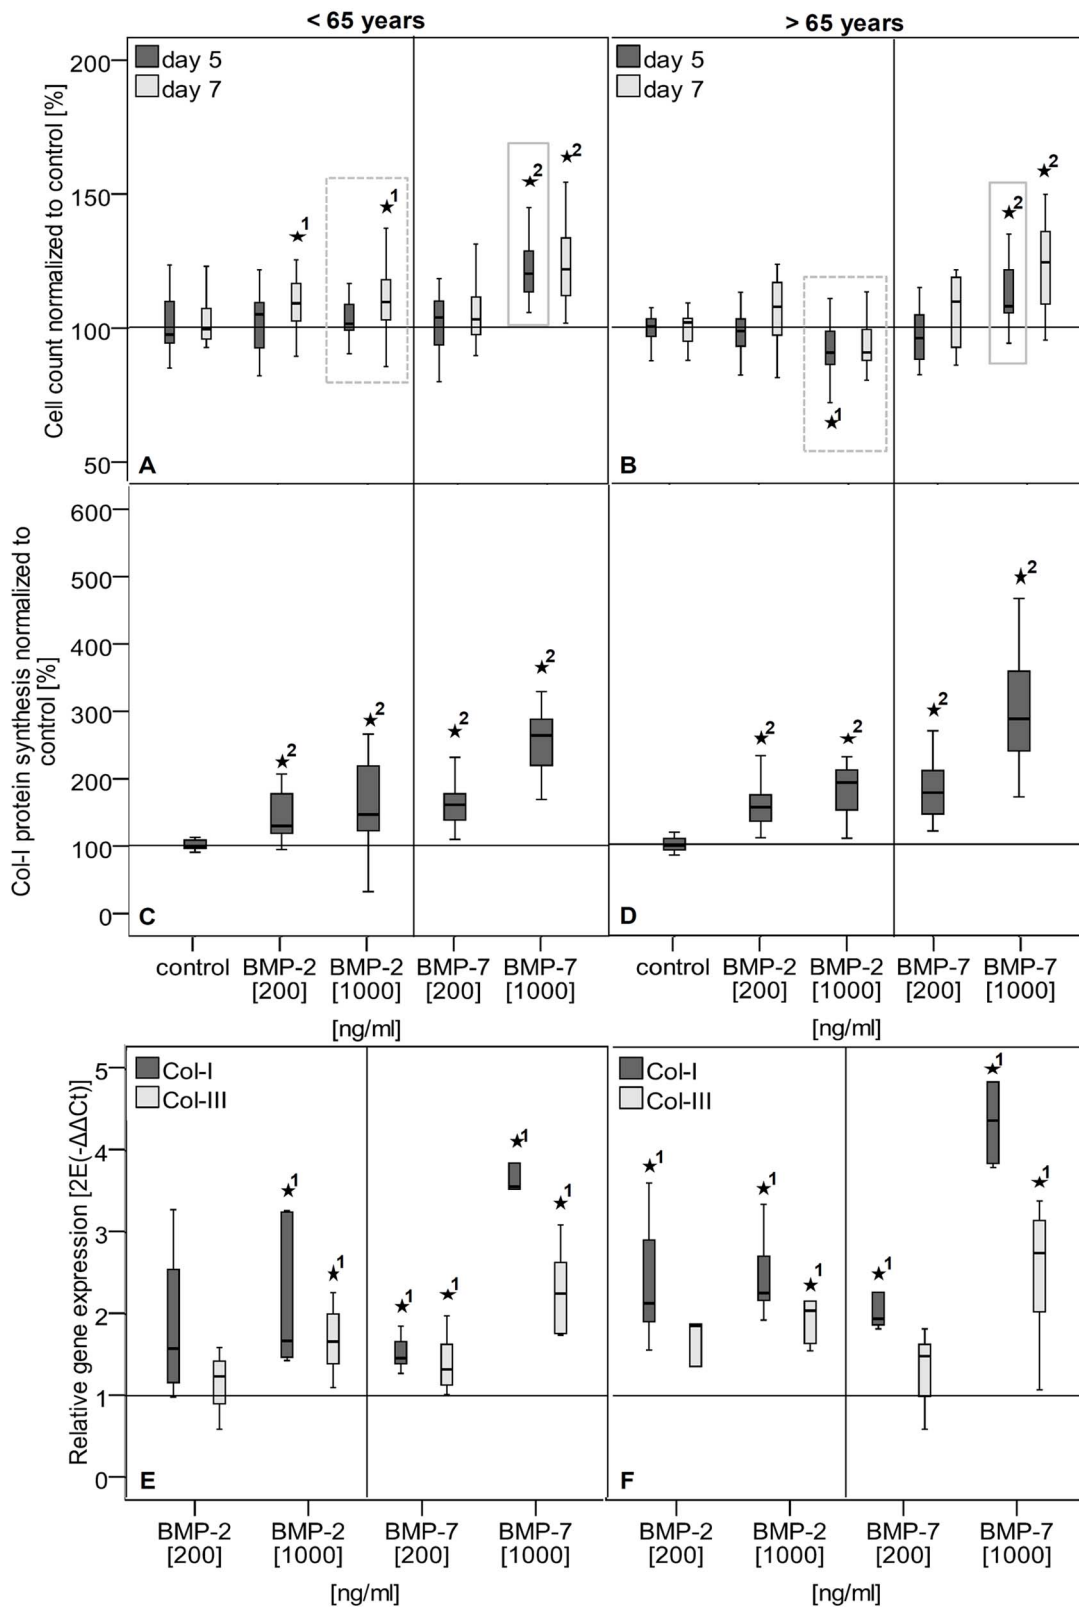 < 65 years
> 65 years
Cell count normalized to control [%]
200
150
100
50
day 5
day 7
★1
★1
★2
★2
A
day 5
day 7
★1
★2
★2
B
Col-I protein synthesis normalized to
control [%]
600
500
400
300
200
100
0
★2
★2
★2
★2
C
★2
★2
★2
★2
D
control
BMP-2
[200]
BMP-2
[1000]
BMP-7
[200]
BMP-7
[1000]
[ng/ml]
control
BMP-2
[200]
BMP-2
[1000]
BMP-7
[200]
BMP-7
[1000]
[ng/ml]
Relative gene expression [2E(-ΔΔCt)]
5
4
3
2
1
0
Col-I
Col-III
★1
★1
★1
★1
★1
★1
E
Col-I
Col-III
★1
★1
★1
★1
★1
★1
F
BMP-2
[200]
BMP-2
[1000]
BMP-7
[200]
BMP-7
[1000]
[ng/ml]
BMP-2
[200]
BMP-2
[1000]
BMP-7
[200]
BMP-7
[1000]
[ng/ml]